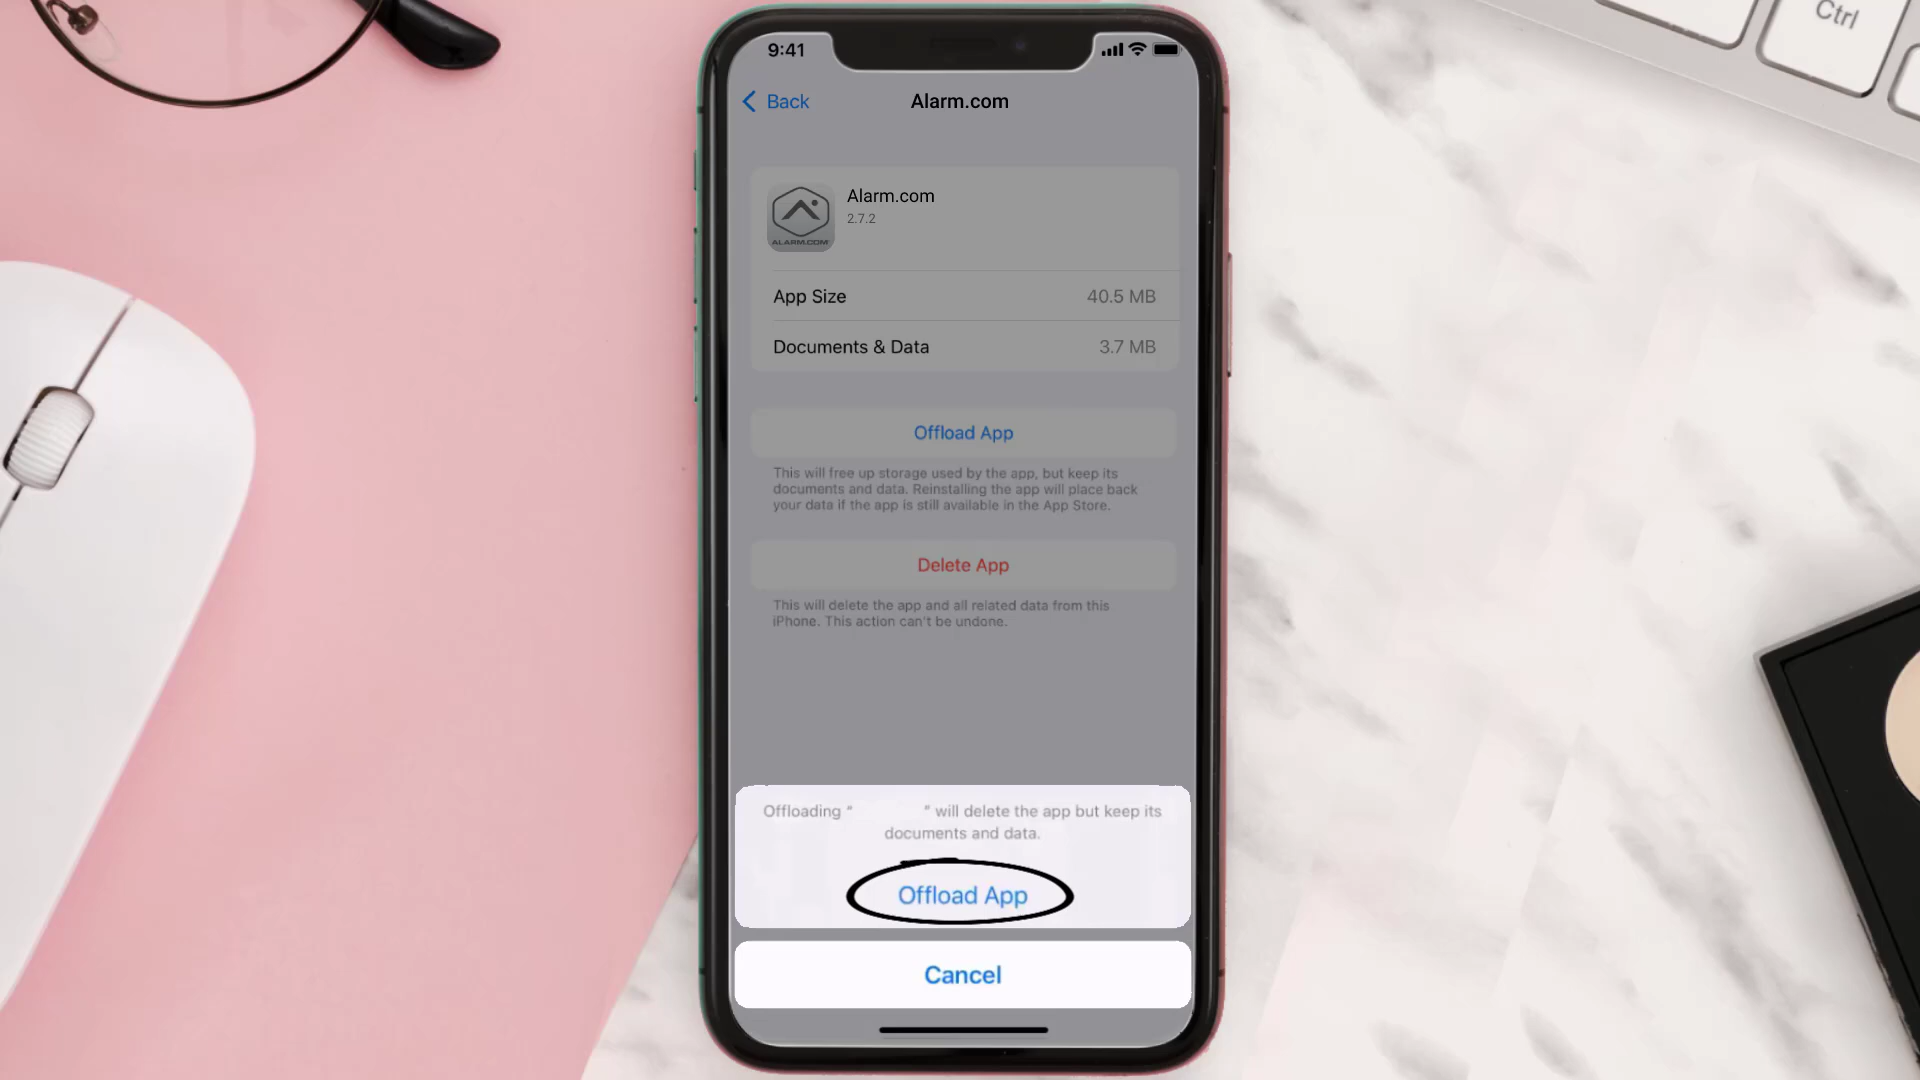 Ctrl
9:41
Back
Alarm.com
Alarm.com
2.7.2
ALARM.COM
App Size
40.5 MB
Documents & Data
3.7 MB
Offload App
This will free up storage used by the app, but keep its
documents and data. Reinstalling the app will place back
your data if the app is still available in the App Store.
Delete App
This will delete the app and all related data from this
iPhone. This action can't be undone.
Offloading “ ” will delete the app but keep its
documents and data.
Offload App
Cancel